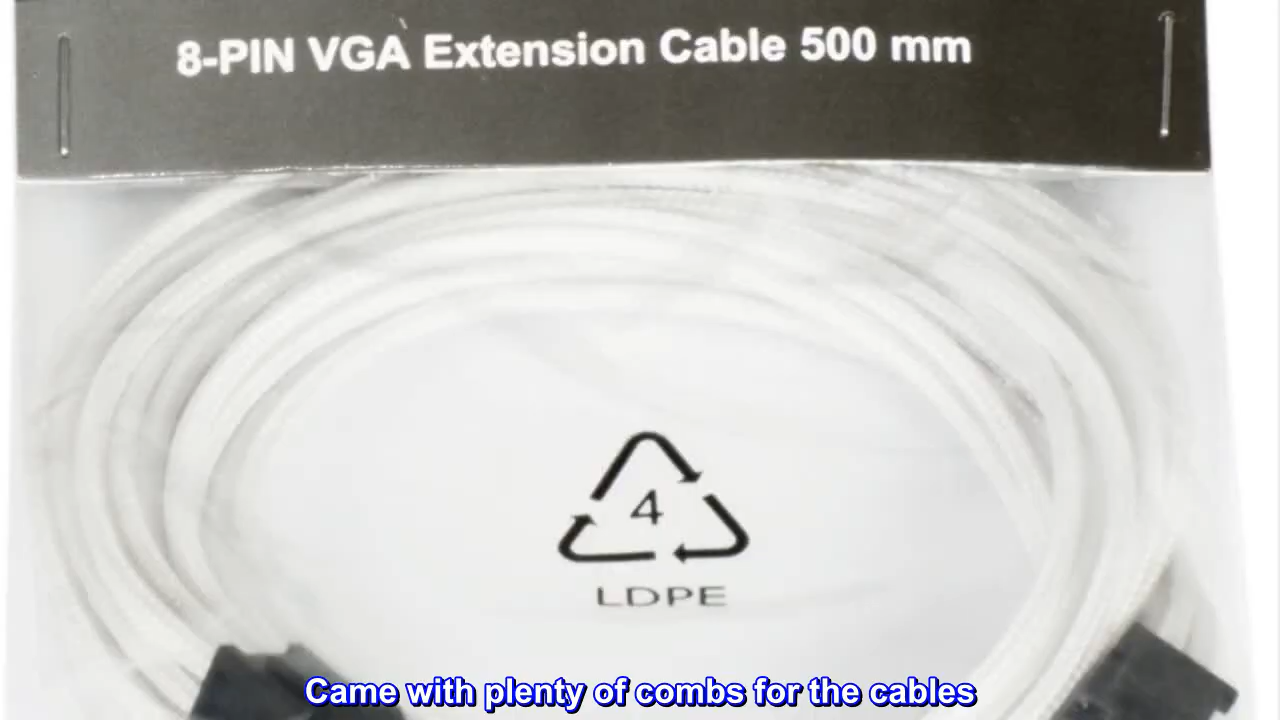 8-PIN VGA Extension Cable 500 mm
4
LDPE
Came with plenty of combs for the cables